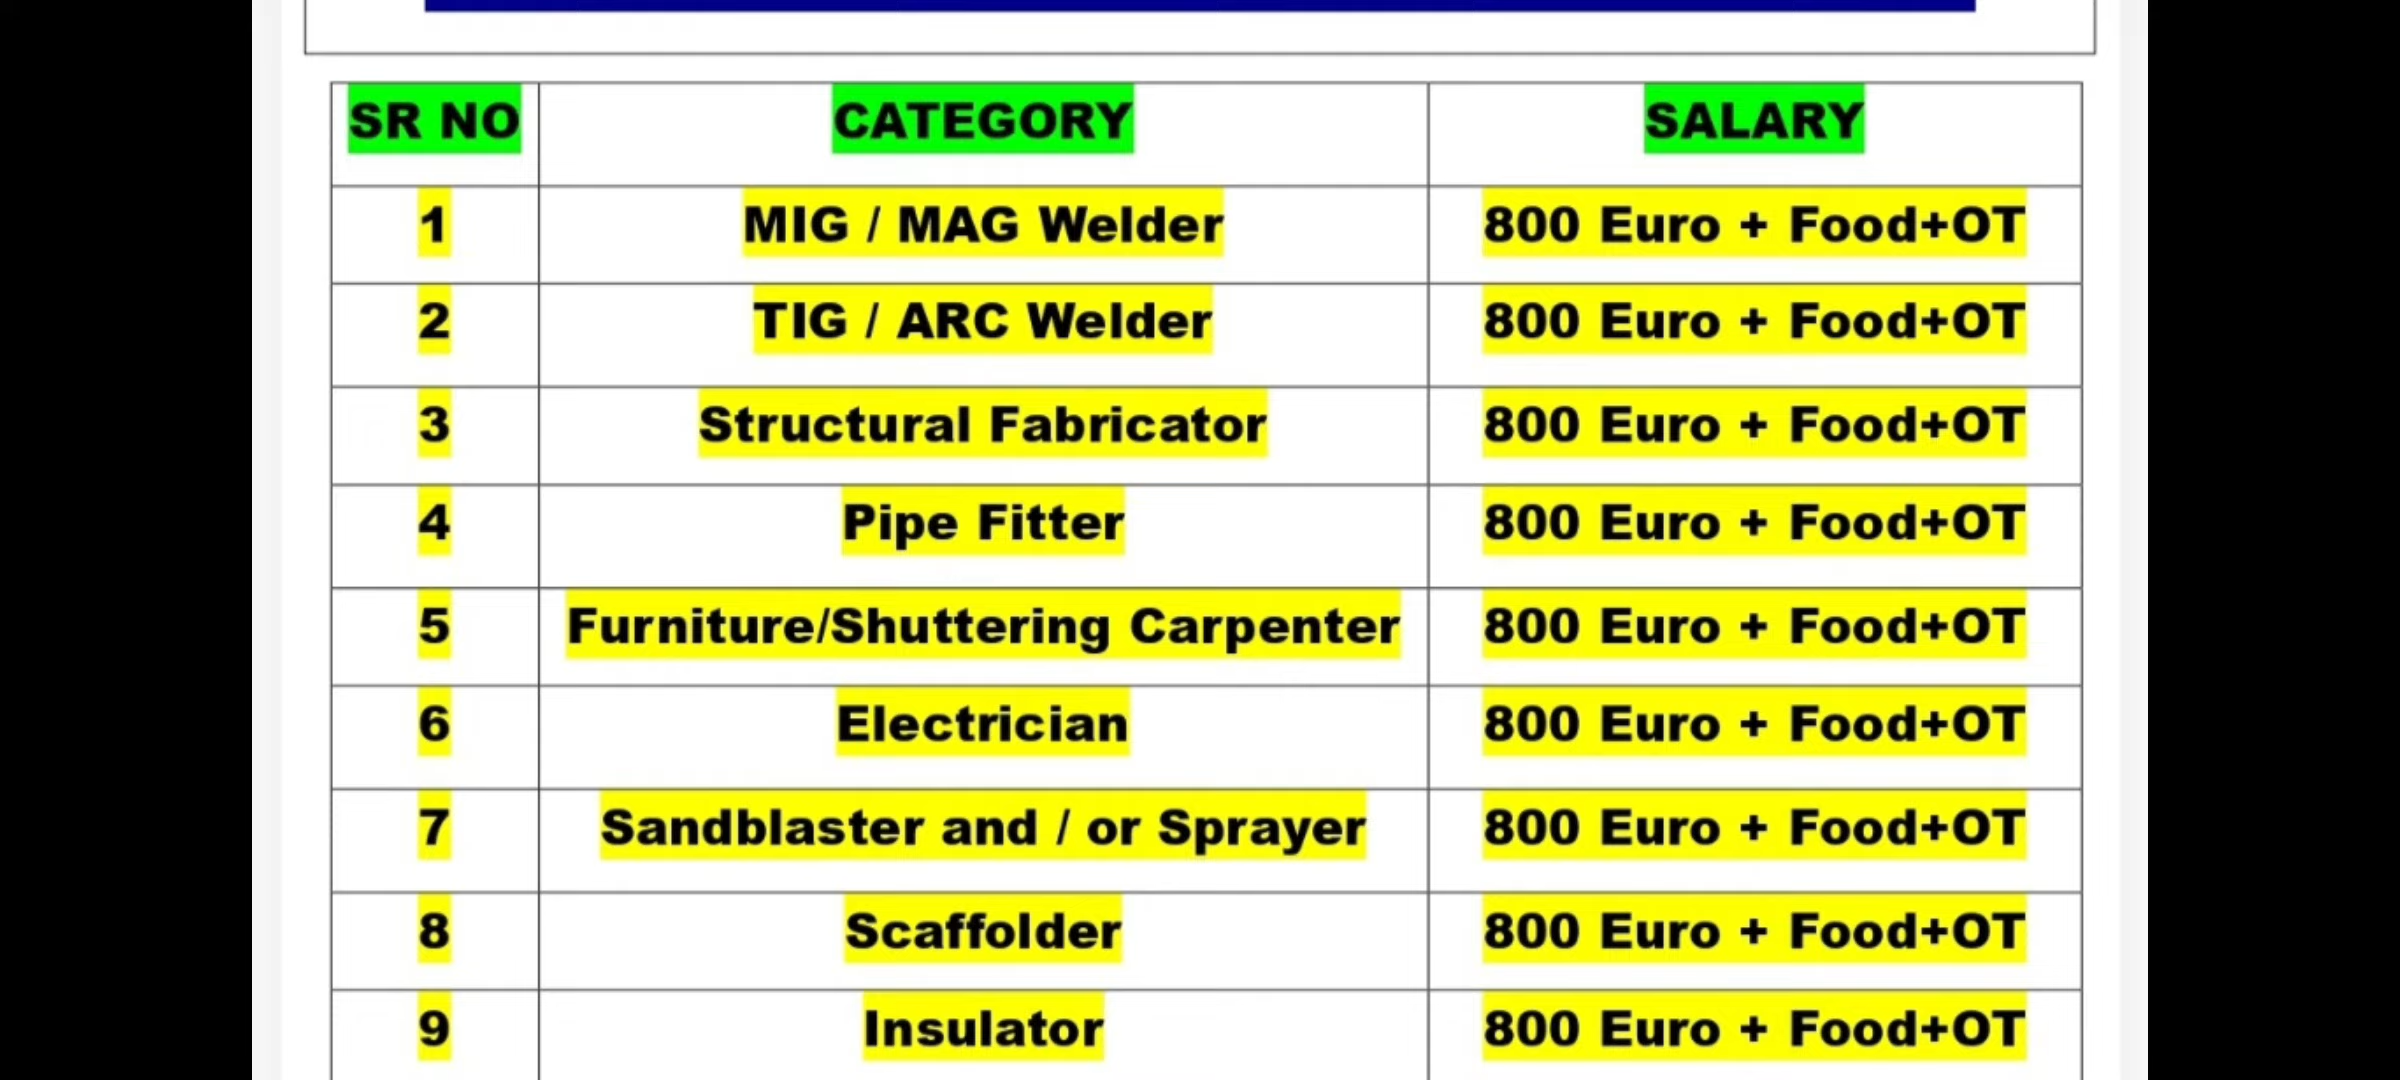 SR NO CATEGORY SALARY
1 MIG / MAG Welder 800 Euro + Food+OT
2 TIG / ARC Welder 800 Euro + Food+OT
3 Structural Fabricator 800 Euro + Food+OT
4 Pipe Fitter 800 Euro + Food+OT
5 Furniture/Shuttering Carpenter 800 Euro + Food+OT
6 Electrician 800 Euro + Food+OT
7 Sandblaster and / or Sprayer 800 Euro + Food+OT
8 Scaffolder 800 Euro + Food+OT
9 Insulator 800 Euro + Food+OT